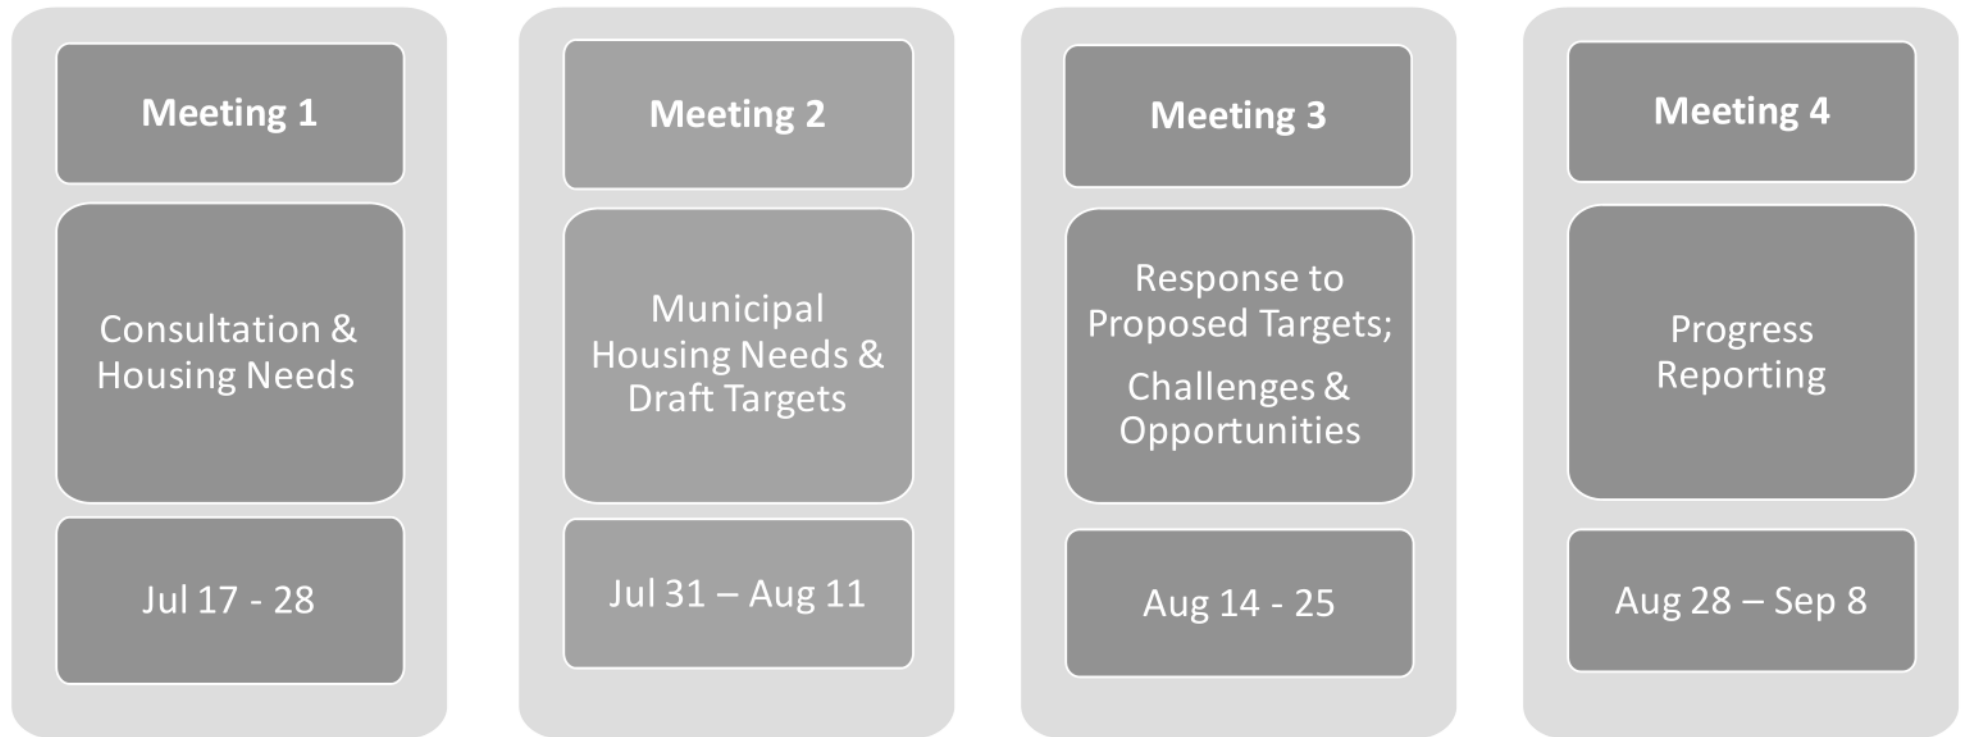 Meeting 1
Consultation &
Housing Needs
Jul 17 - 28
Meeting 2
Municipal
Housing Needs &
Draft Targets
Jul 31 – Aug 11
Meeting 3
Response to
Proposed Targets;
Challenges &
Opportunities
Aug 14 - 25
Meeting 4
Progress
Reporting
Aug 28 – Sep 8